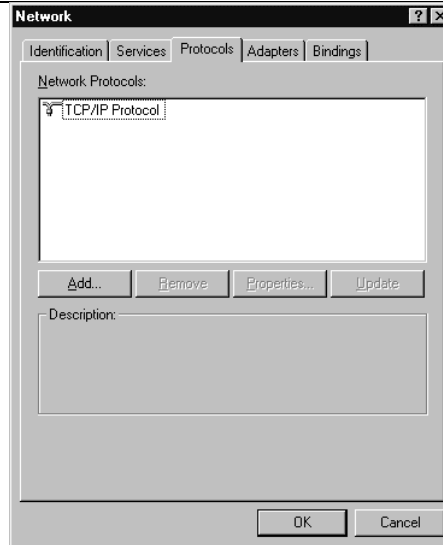 Network
Identification Services Protocols Adapters Bindings
Network Protocols:
TCP/IP Protocol
Add... Remove Properties... Update
Description:
OK Cancel